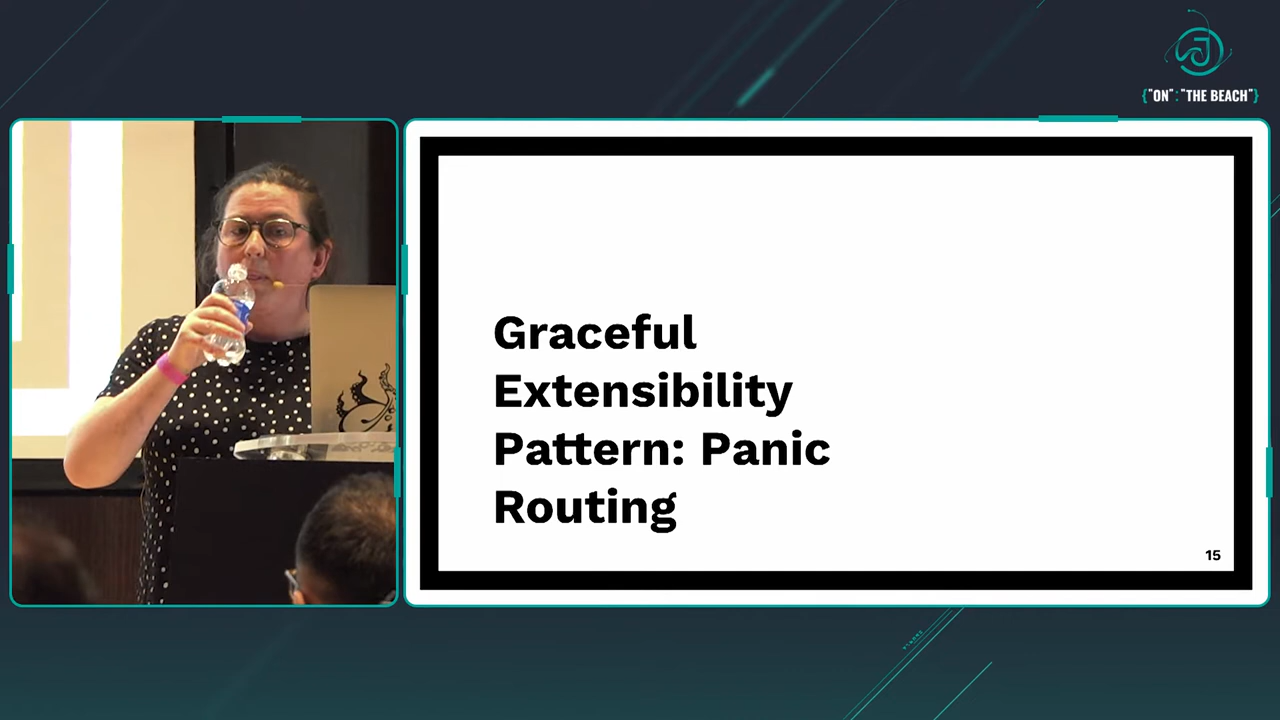 {"ON":"THE BEACH"}
Graceful
Extensibility
Pattern: Panic
Routing
15